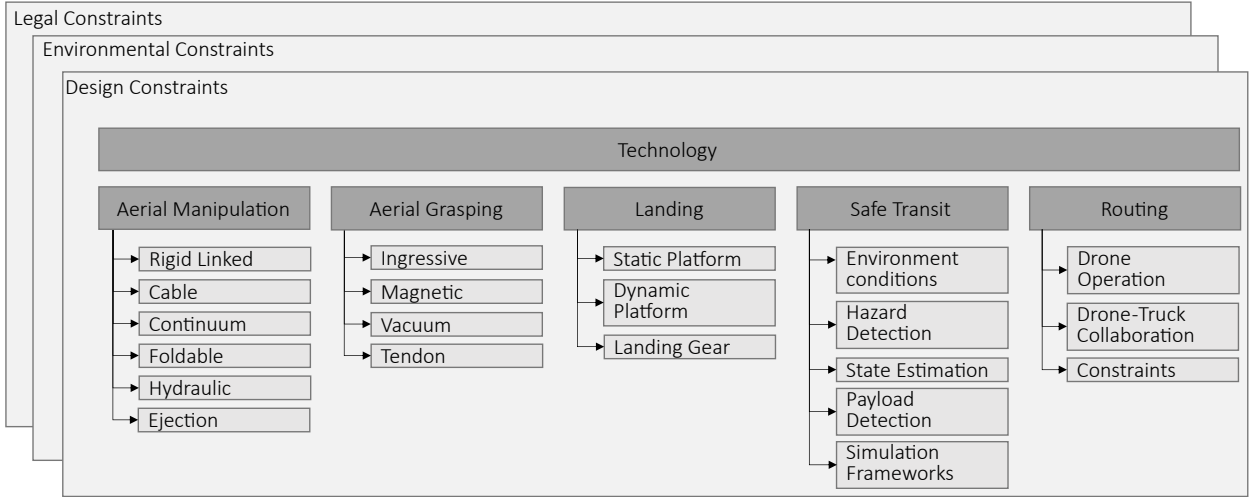 Legal Constraints
Environmental Constraints
Design Constraints
Technology
Aerial Manipulation
Rigid Linked
Cable
Continuum
Foldable
Hydraulic
Ejection
Aerial Grasping
Ingressive
Magnetic
Vacuum
Tendon
Landing
Static Platform
Dynamic
Platform
Landing Gear
Safe Transit
Environment
conditions
Hazard
Detection
State Estimation
Payload
Detection
Simulation
Frameworks
Routing
Drone
Operation
Drone-Truck
Collaboration
Constraints